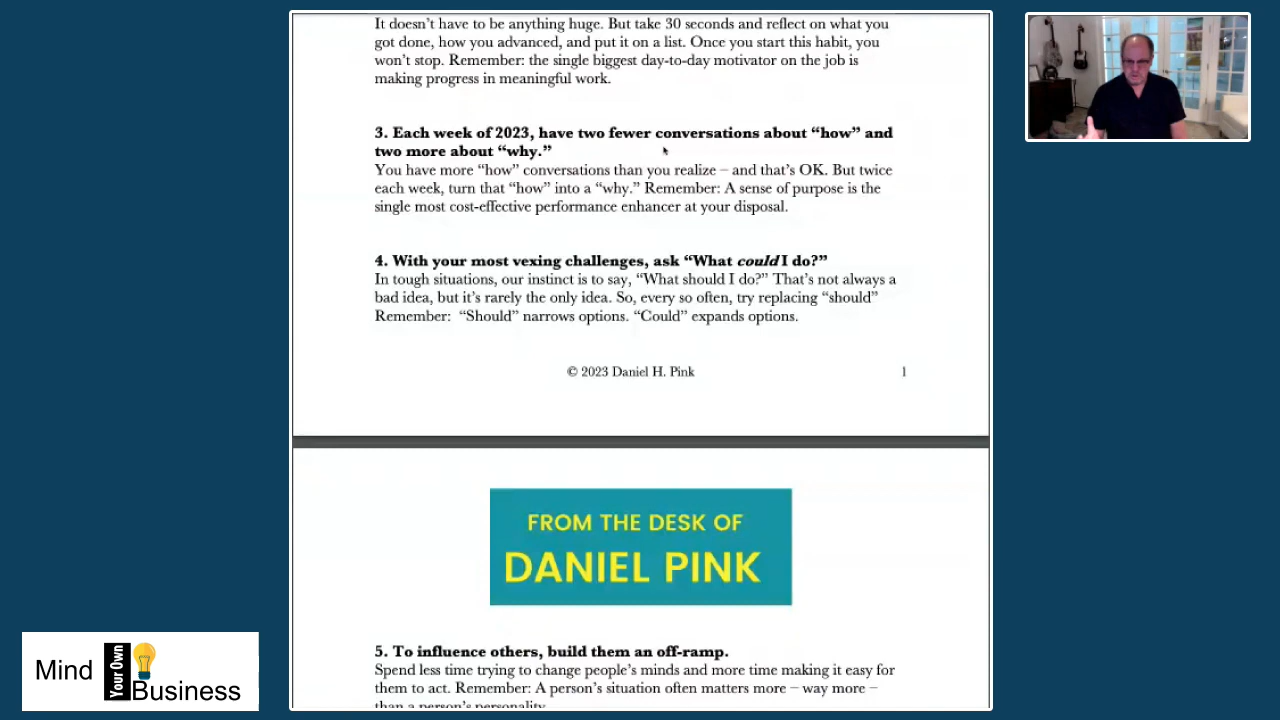 It doesn’t have to be anything huge. But take 30 seconds and reflect on what you
got done, how you advanced, and put it on a list. Once you start this habit, you
won’t stop. Remember: the single biggest day-to-day motivator on the job is
making progress in meaningful work.
3. Each week of 2023, have two fewer conversations about “how” and
two more about “why.”
You have more “how” conversations than you realize – and that’s OK. But twice
each week, turn that “how” into a “why.” Remember: A sense of purpose is the
single most cost-effective performance enhancer at your disposal.
4. With your most vexing challenges, ask “What could I do?”
In tough situations, our instinct is to say, “What should I do?” That’s not always a
bad idea, but it’s rarely the only idea. So, every so often, try replacing “should”
Remember:  “Should” narrows options. “Could” expands options.
© 2023 Daniel H. Pink 1
FROM THE DESK OF
DANIEL PINK
5. To influence others, build them an off-ramp.
Spend less time trying to change people’s minds and more time making it easy for
them to act. Remember: A person’s situation often matters more – way more –
than a person’s personality.
Mind
Your Own
Business